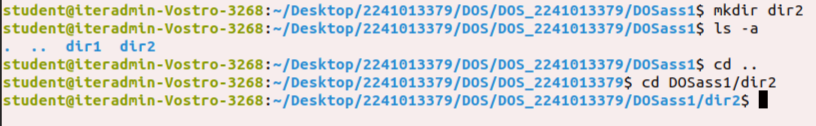 student@iteradmin-Vostro-3268:~/Desktop/2241013379/DOS/DOS_2241013379/DOSass1$ mkdir dir2
student@iteradmin-Vostro-3268:~/Desktop/2241013379/DOS/DOS_2241013379/DOSass1$ ls -a
.  ..  dir1  dir2
student@iteradmin-Vostro-3268:~/Desktop/2241013379/DOS/DOS_2241013379/DOSass1$ cd ..
student@iteradmin-Vostro-3268:~/Desktop/2241013379/DOS/DOS_2241013379$ cd DOSass1/dir2
student@iteradmin-Vostro-3268:~/Desktop/2241013379/DOS/DOS_2241013379/DOSass1/dir2$